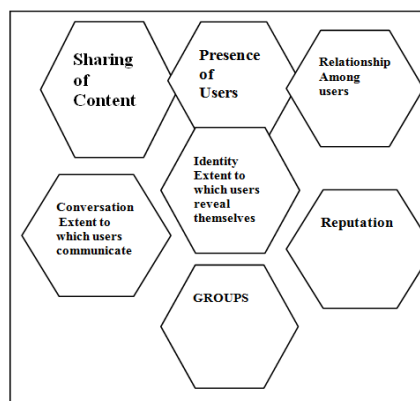 Sharing
of
Content
Presence
of
Users
Relationship
Among
users
Identity
Extent to
which users
reveal
themselves
Conversation
Extent to
which users
communicate
Reputation
GROUPS